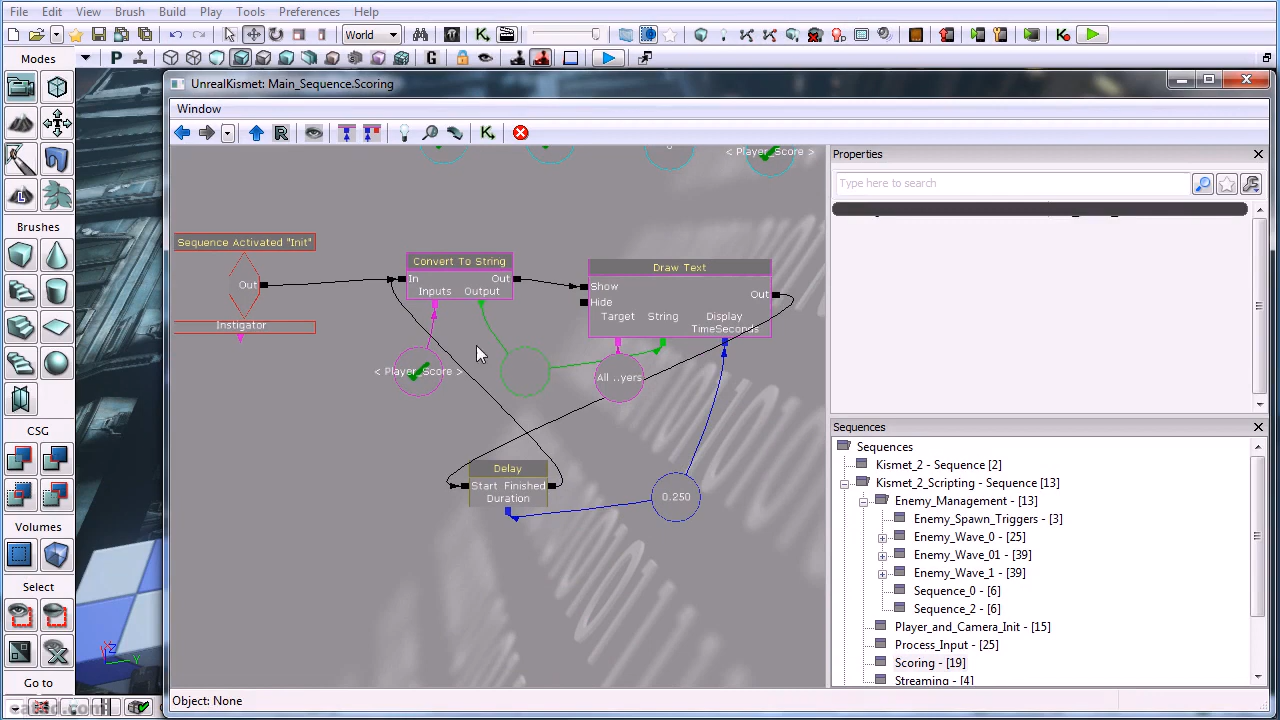 File Edit View Brush Build Play Tools Preferences Help
World
G
Modes
UnrealKismet: Main_Sequence.Scoring
Window
R
K
Properties
Type here to search
< Player_Score >
Brushes
Sequence Activated "Init"
Out
Instigator
Convert To String
In Out
Inputs Output
Draw Text
Show
Hide
Out
Target String Display
TimeSeconds
< Player_Score >
All ..yers
CSG
Delay
Start Finished
Duration
0.250
Volumes
Select
Go to
Sequences
Sequences
Kismet_2 - Sequence [2]
Kismet_2_Scripting - Sequence [13]
Enemy_Management - [13]
Enemy_Spawn_Triggers - [3]
Enemy_Wave_0 - [25]
Enemy_Wave_01 - [39]
Enemy_Wave_1 - [39]
Sequence_0 - [6]
Sequence_2 - [6]
Player_and_Camera_Init - [15]
Process_Input - [25]
Scoring - [19]
Streaming - [4]
Object: None